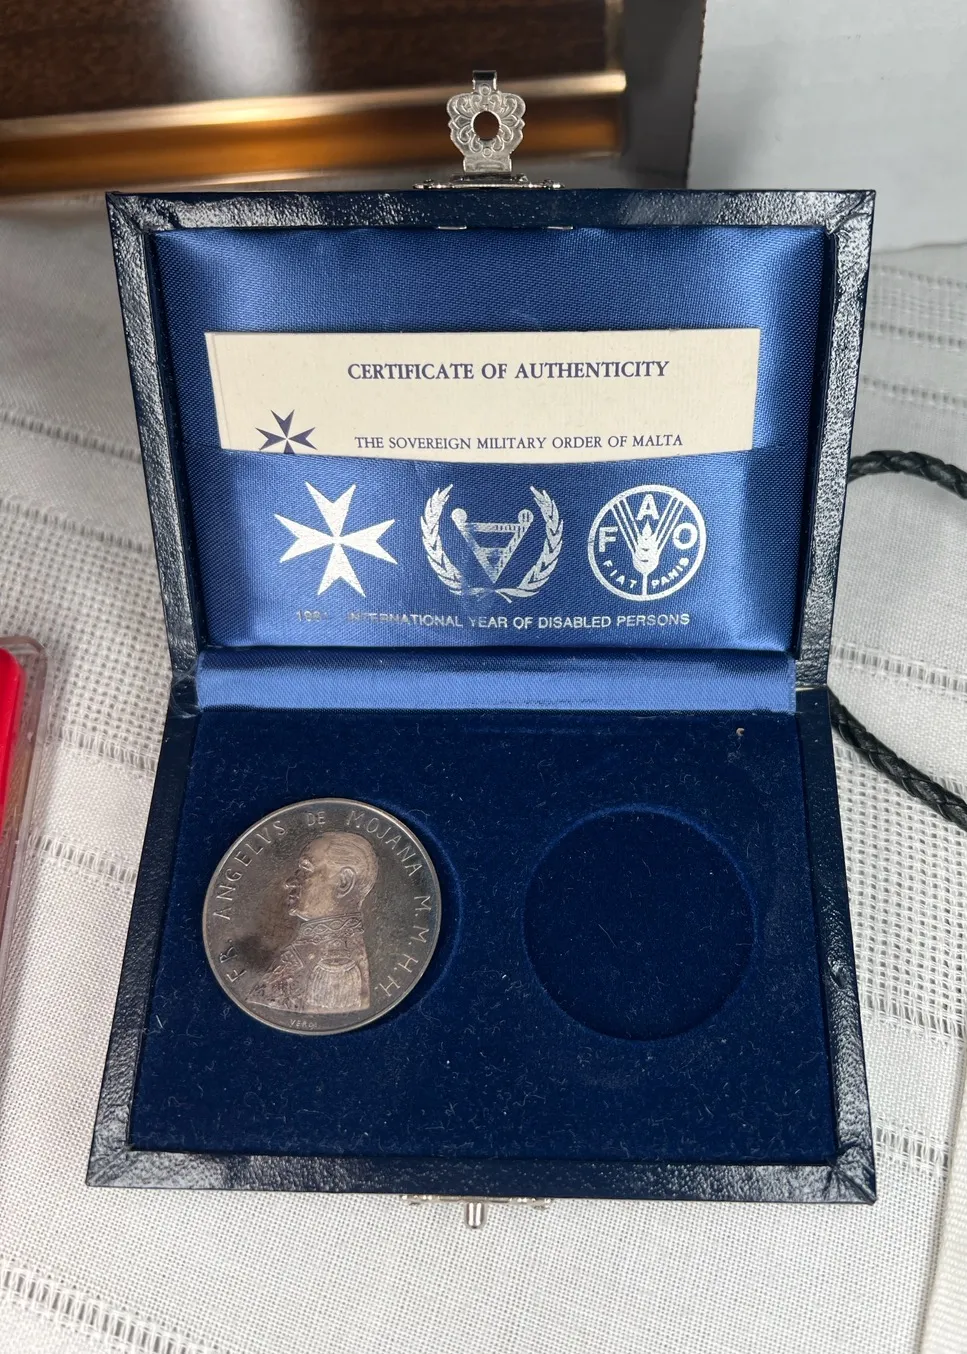 CERTIFICATE OF AUTHENTICITY
THE SOVEREIGN MILITARY ORDER OF MALTA
F A O
FIAT PANIS
1981 INTERNATIONAL YEAR OF DISABLED PERSONS
FR. ANGELVS DE MOJANA M.M.H.H.